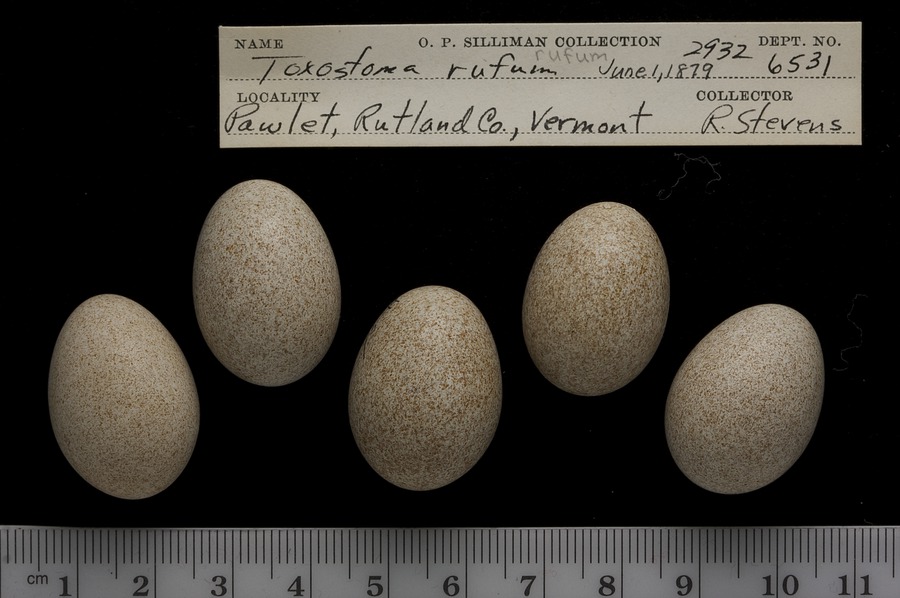 NAME O. P. SILLIMAN COLLECTION 2932 DEPT. NO.
Toxostoma rufum rufum June 1, 1879 6531
LOCALITY COLLECTOR
Pawlet, Rutland Co., Vermont R. Stevens
cm 1 2 3 4 5 6 7 8 9 10 11